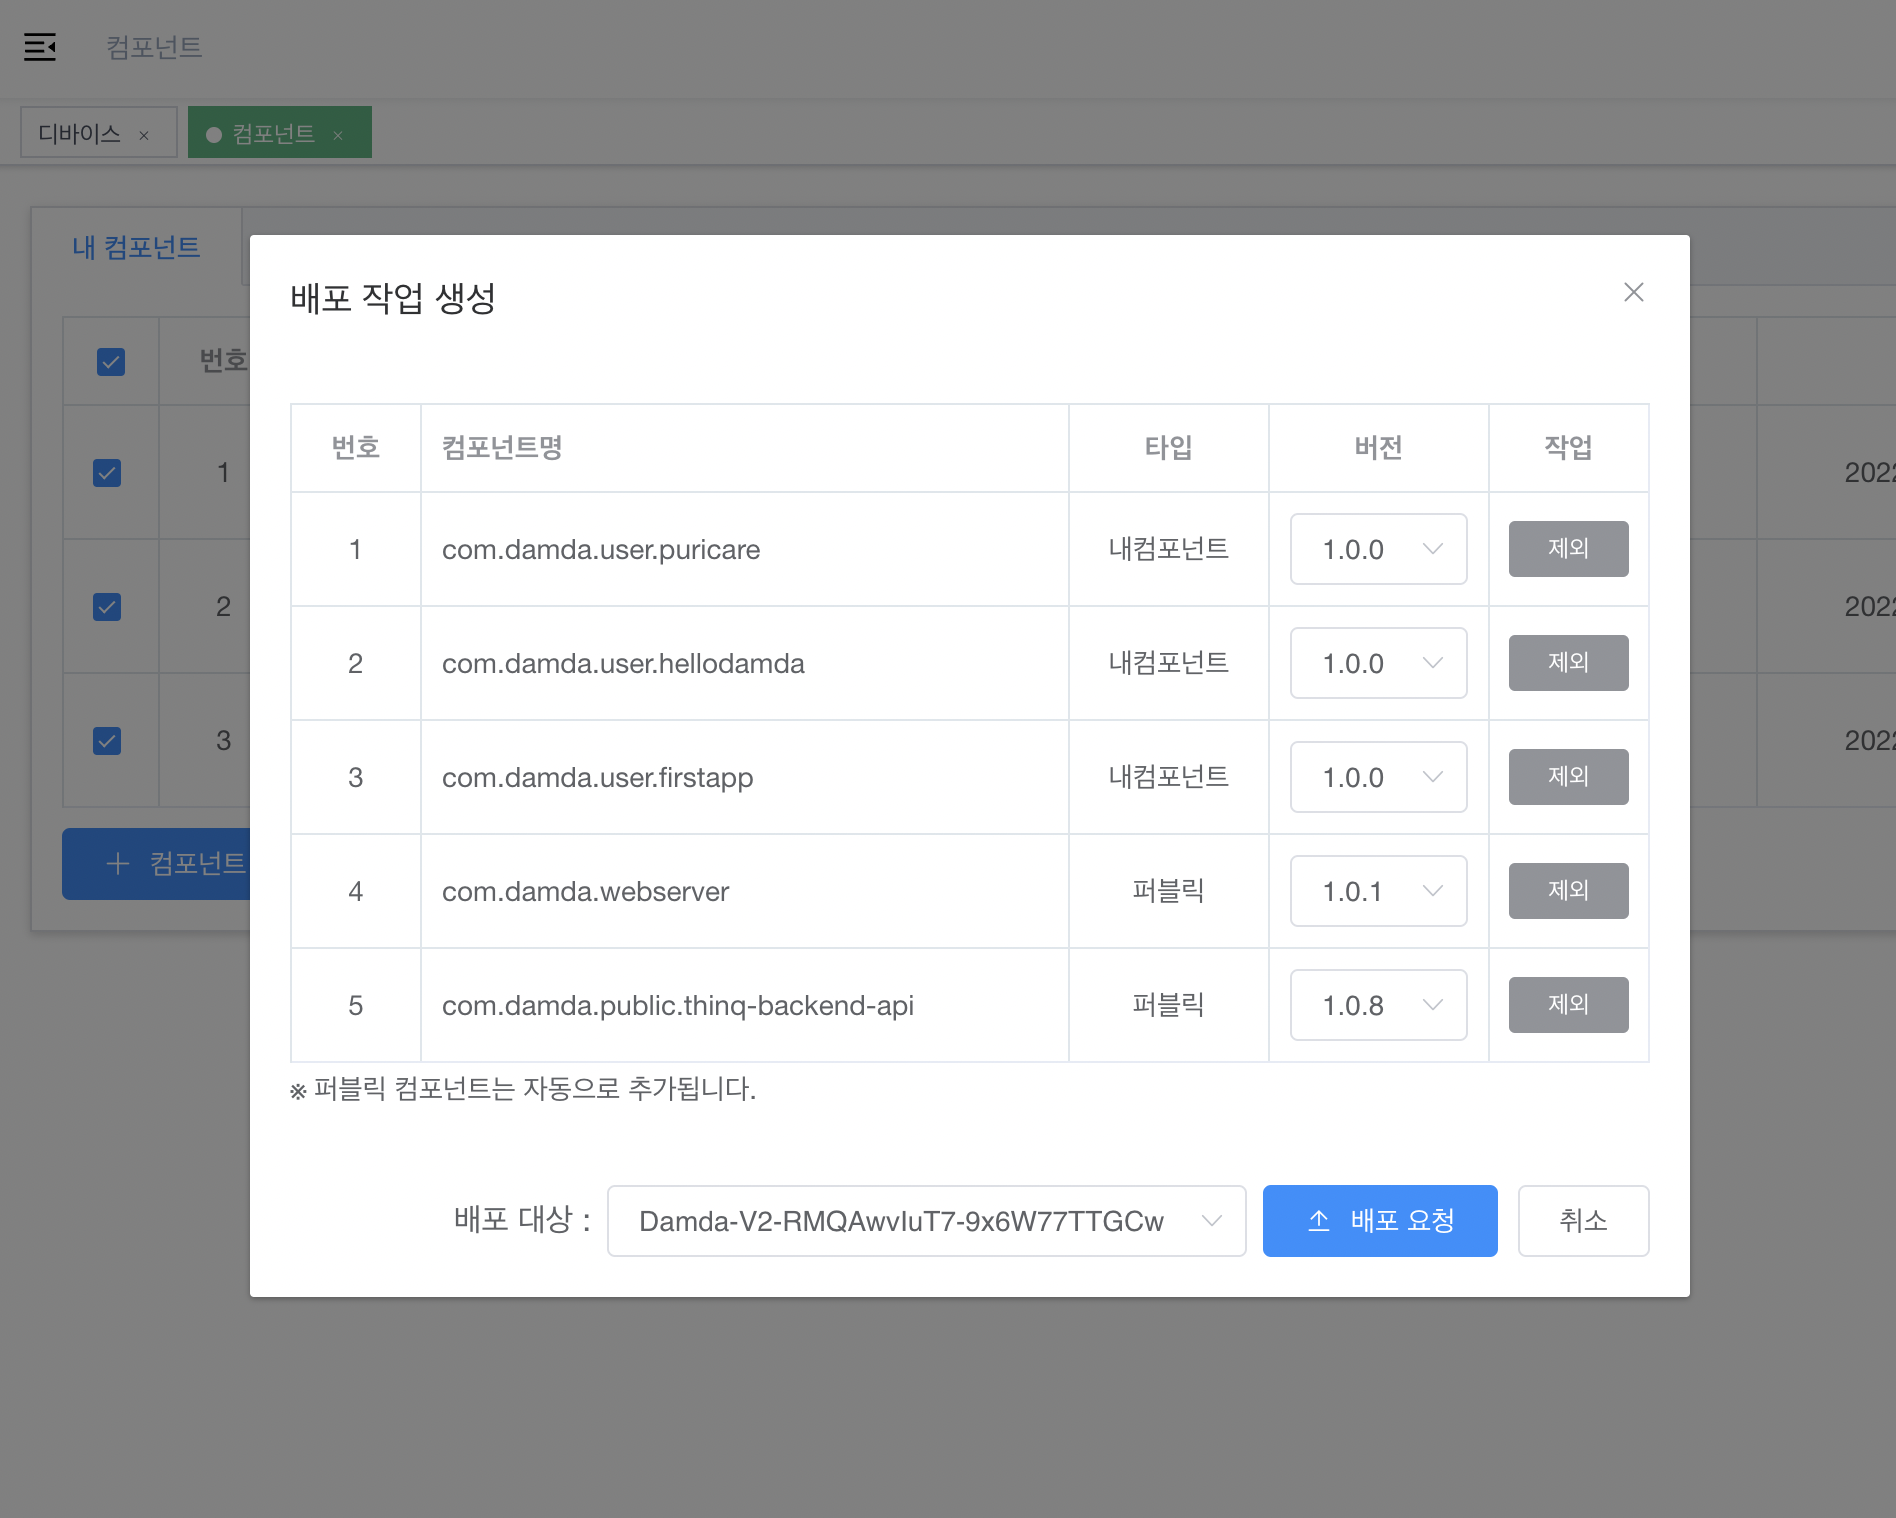 컴포넌트
디바이스 ×
컴포넌트 ×
내 컴포넌트
번호
1 2022
2 2022
3 2022
컴포넌트
배포 작업 생성
번호 컴포넌트명 타입 버전 작업
1 com.damda.user.puricare 내컴포넌트 1.0.0 제외
2 com.damda.user.hellodamda 내컴포넌트 1.0.0 제외
3 com.damda.user.firstapp 내컴포넌트 1.0.0 제외
4 com.damda.webserver 퍼블릭 1.0.1 제외
5 com.damda.public.thinq-backend-api 퍼블릭 1.0.8 제외
※ 퍼블릭 컴포넌트는 자동으로 추가됩니다.
배포 대상 : Damda-V2-RMQAwvIuT7-9x6W77TTGCw 배포 요청 취소